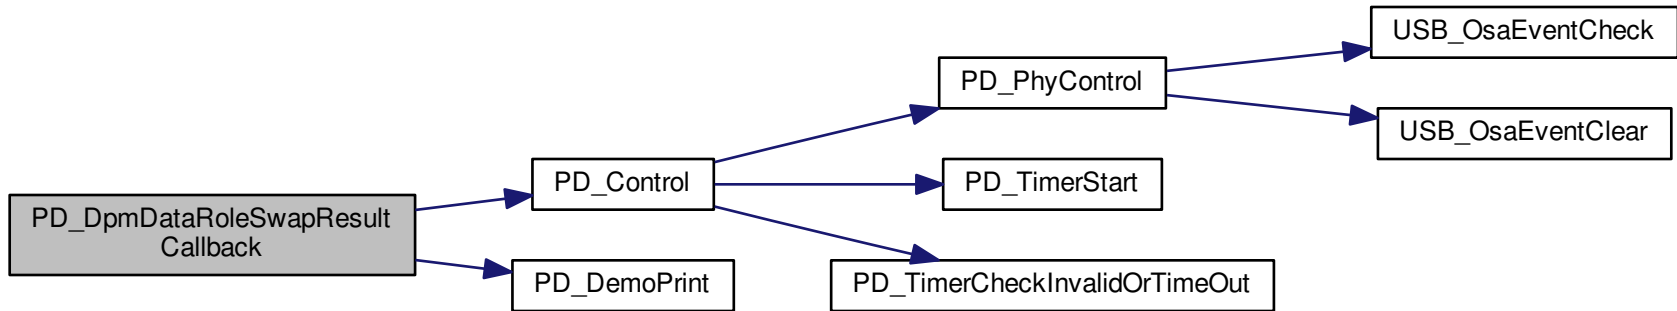 PD_DpmDataRoleSwapResult
Callback
PD_Control
PD_DemoPrint
PD_PhyControl
PD_TimerStart
PD_TimerCheckInvalidOrTimeOut
USB_OsaEventCheck
USB_OsaEventClear